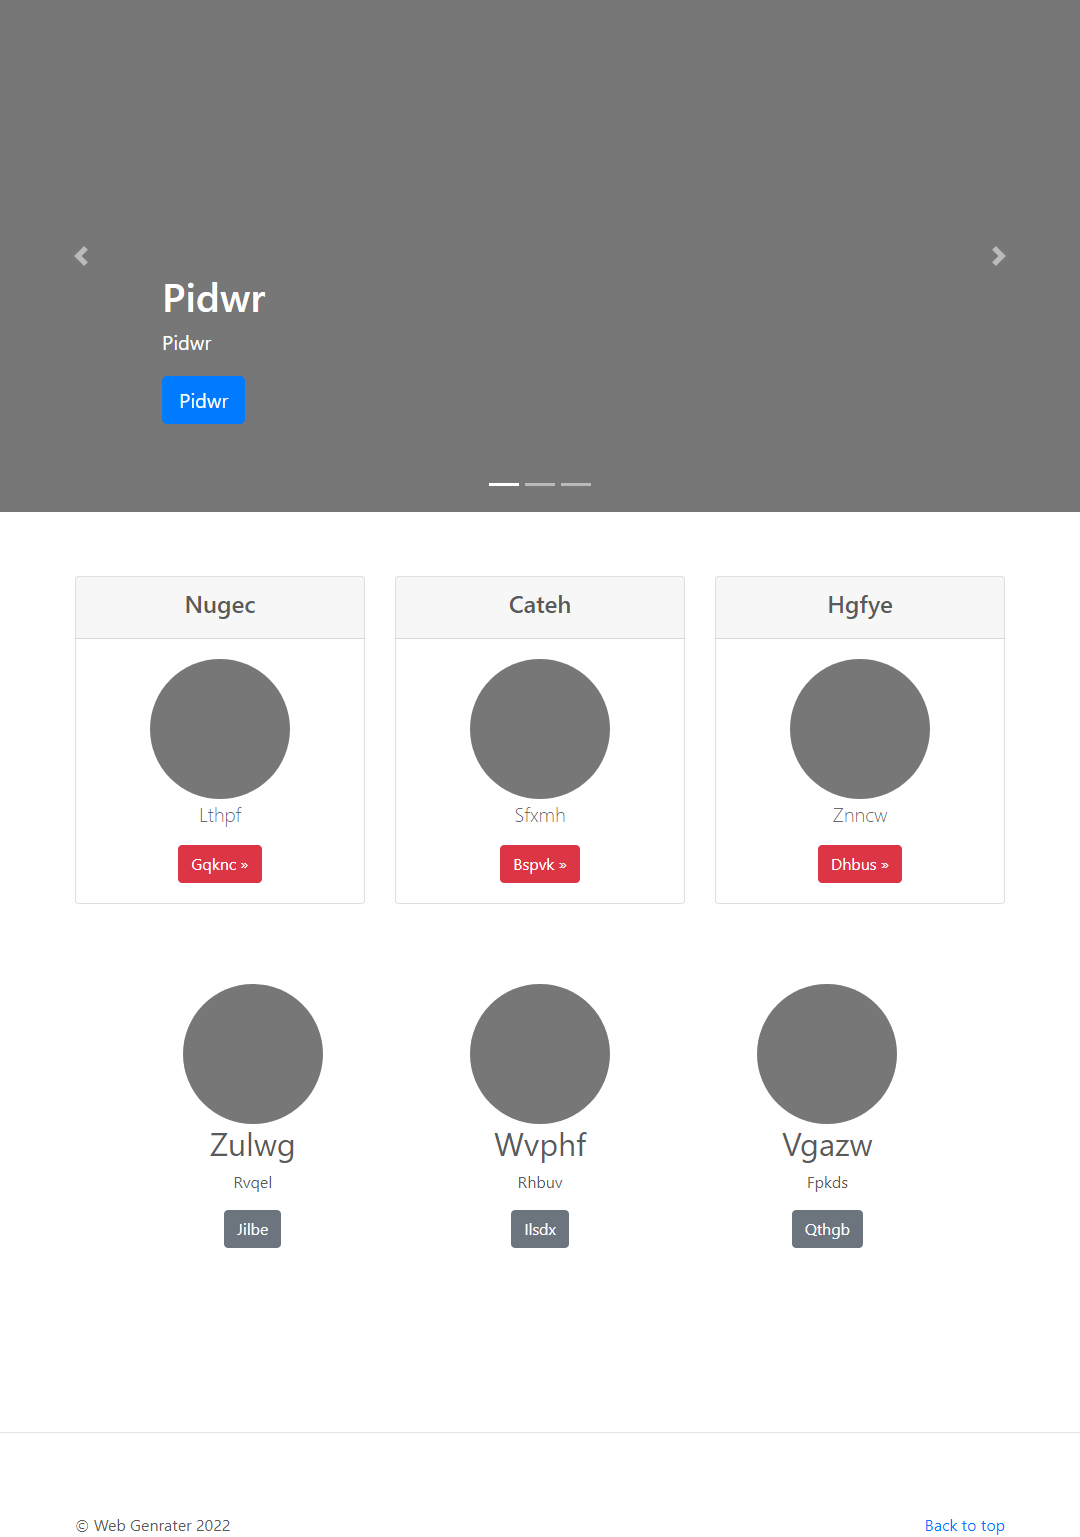 Pidwr
Pidwr
Pidwr
Nugec
Cateh
Hgfye
Lthpf
Sfxmh
Znncw
Gqknc »
Bspvk »
Dhbus »
Zulwg
Wvphf
Vgazw
Rvqel
Rhbuv
Fpkds
Jilbe
Ilsdx
Qthgb
© Web Genrater 2022
Back to top